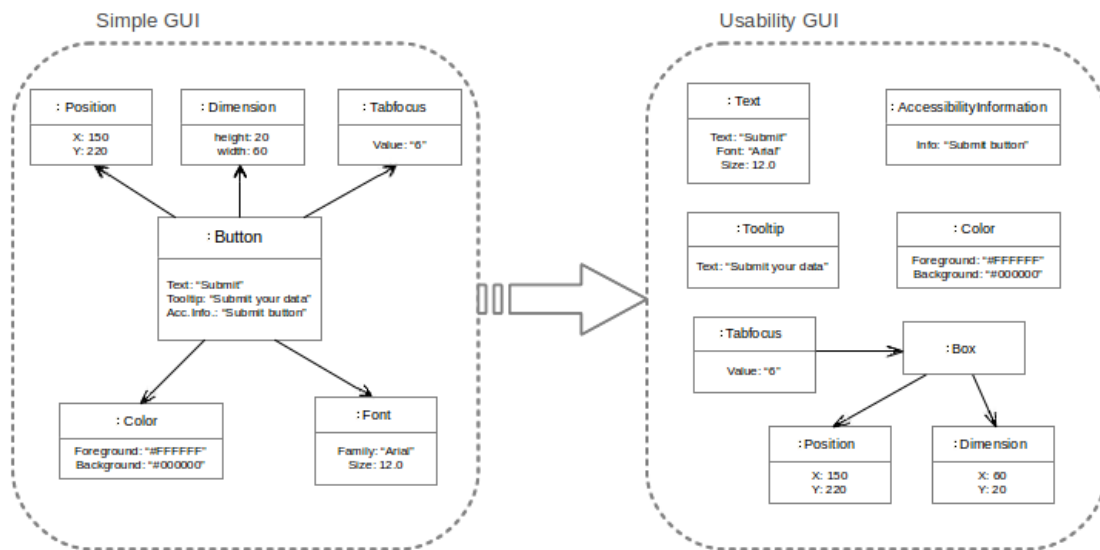 Simple GUI
: Position
X: 150
Y: 220
: Dimension
height: 20
width: 60
: Tabfocus
Value: “6”
: Button
Text: “Submit”
Tooltip: “Submit your data”
Acc.Info.: “Submit button”
: Color
Foreground: “#FFFFFF”
Background: “#000000”
: Font
Family: “Arial”
Size: 12.0
Usability GUI
: Text
Text: “Submit”
Font: “Arial”
Size: 12.0
: AccessibilityInformation
Info: “Submit button”
: Tooltip
Text: “Submit your data”
: Color
Foreground: “#FFFFFF”
Background: “#000000”
: Tabfocus
Value: “6”
: Box
: Position
X: 150
Y: 220
: Dimension
X: 60
Y: 20